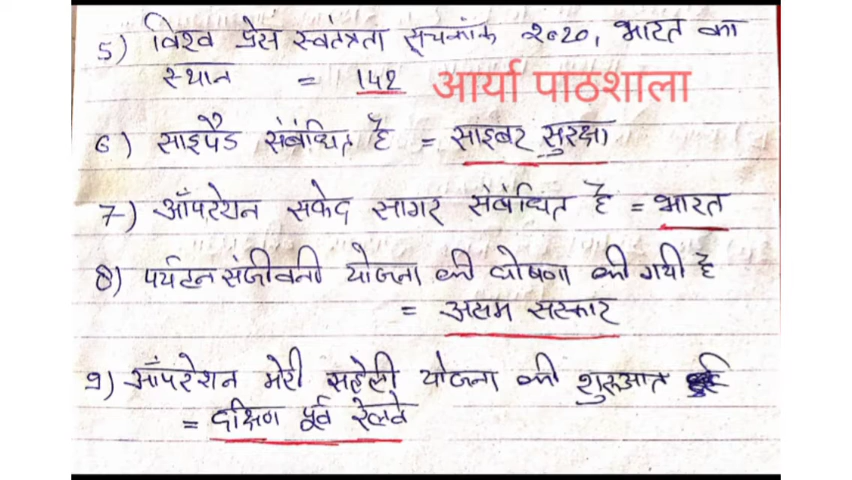 5) विश्व प्रेस स्वतंत्रता सूचकांक २०२०, भारत का
स्थान = 142 आर्या पाठशाला
6) साइपैड संबंधित है = साइबर सुरक्षा
7) ऑपरेशन सफेद सागर संबंधित है = भारत
8) पर्यटन संजीवनी योजना की घोषणा की गयी है
= असम सरकार
9) ऑपरेशन मेरी सहेली योजना की शुरुआत
= दक्षिण पूर्व रेलवे